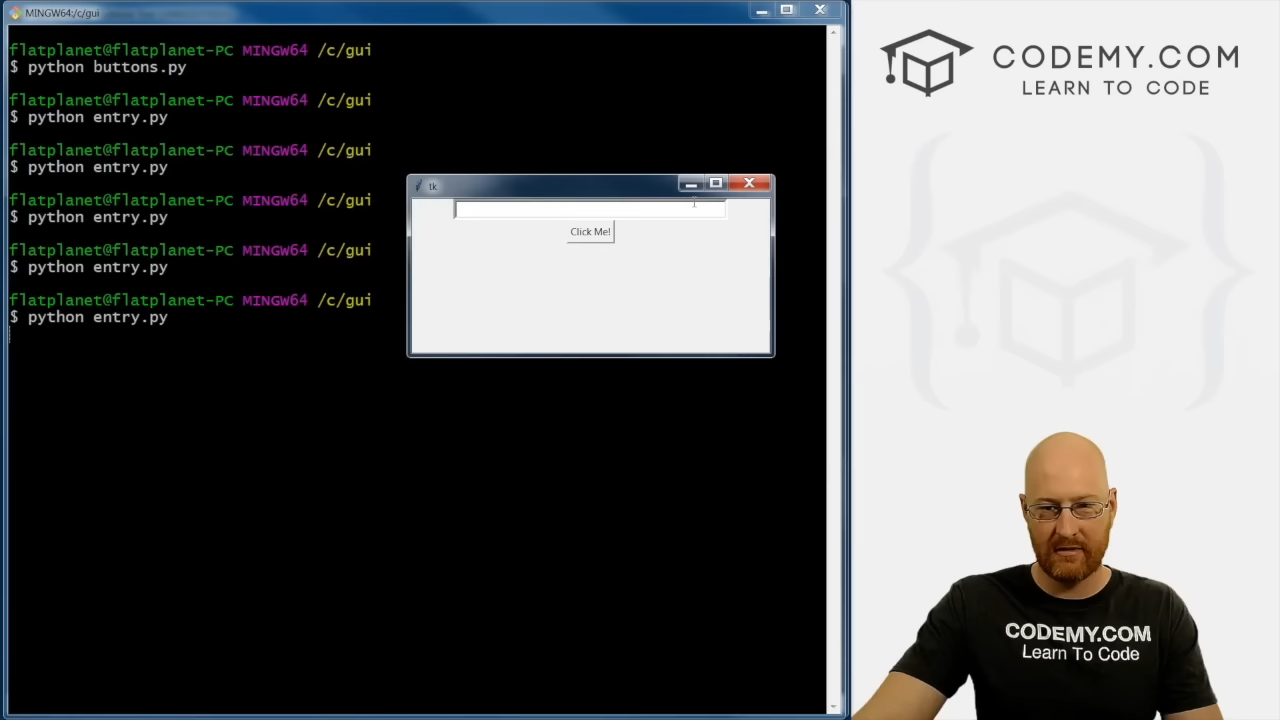 MINGW64:/c/gui
flatplanet@flatplanet-PC MINGW64 /c/gui
$ python buttons.py
flatplanet@flatplanet-PC MINGW64 /c/gui
$ python entry.py
flatplanet@flatplanet-PC MINGW64 /c/gui
$ python entry.py
flatplanet@flatplanet-PC MINGW64 /c/gui
$ python entry.py
flatplanet@flatplanet-PC MINGW64 /c/gui
$ python entry.py
flatplanet@flatplanet-PC MINGW64 /c/gui
$ python entry.py
tk
Click Me!
CODEMY.COM
LEARN TO CODE
CODEMY.COM
Learn To Code